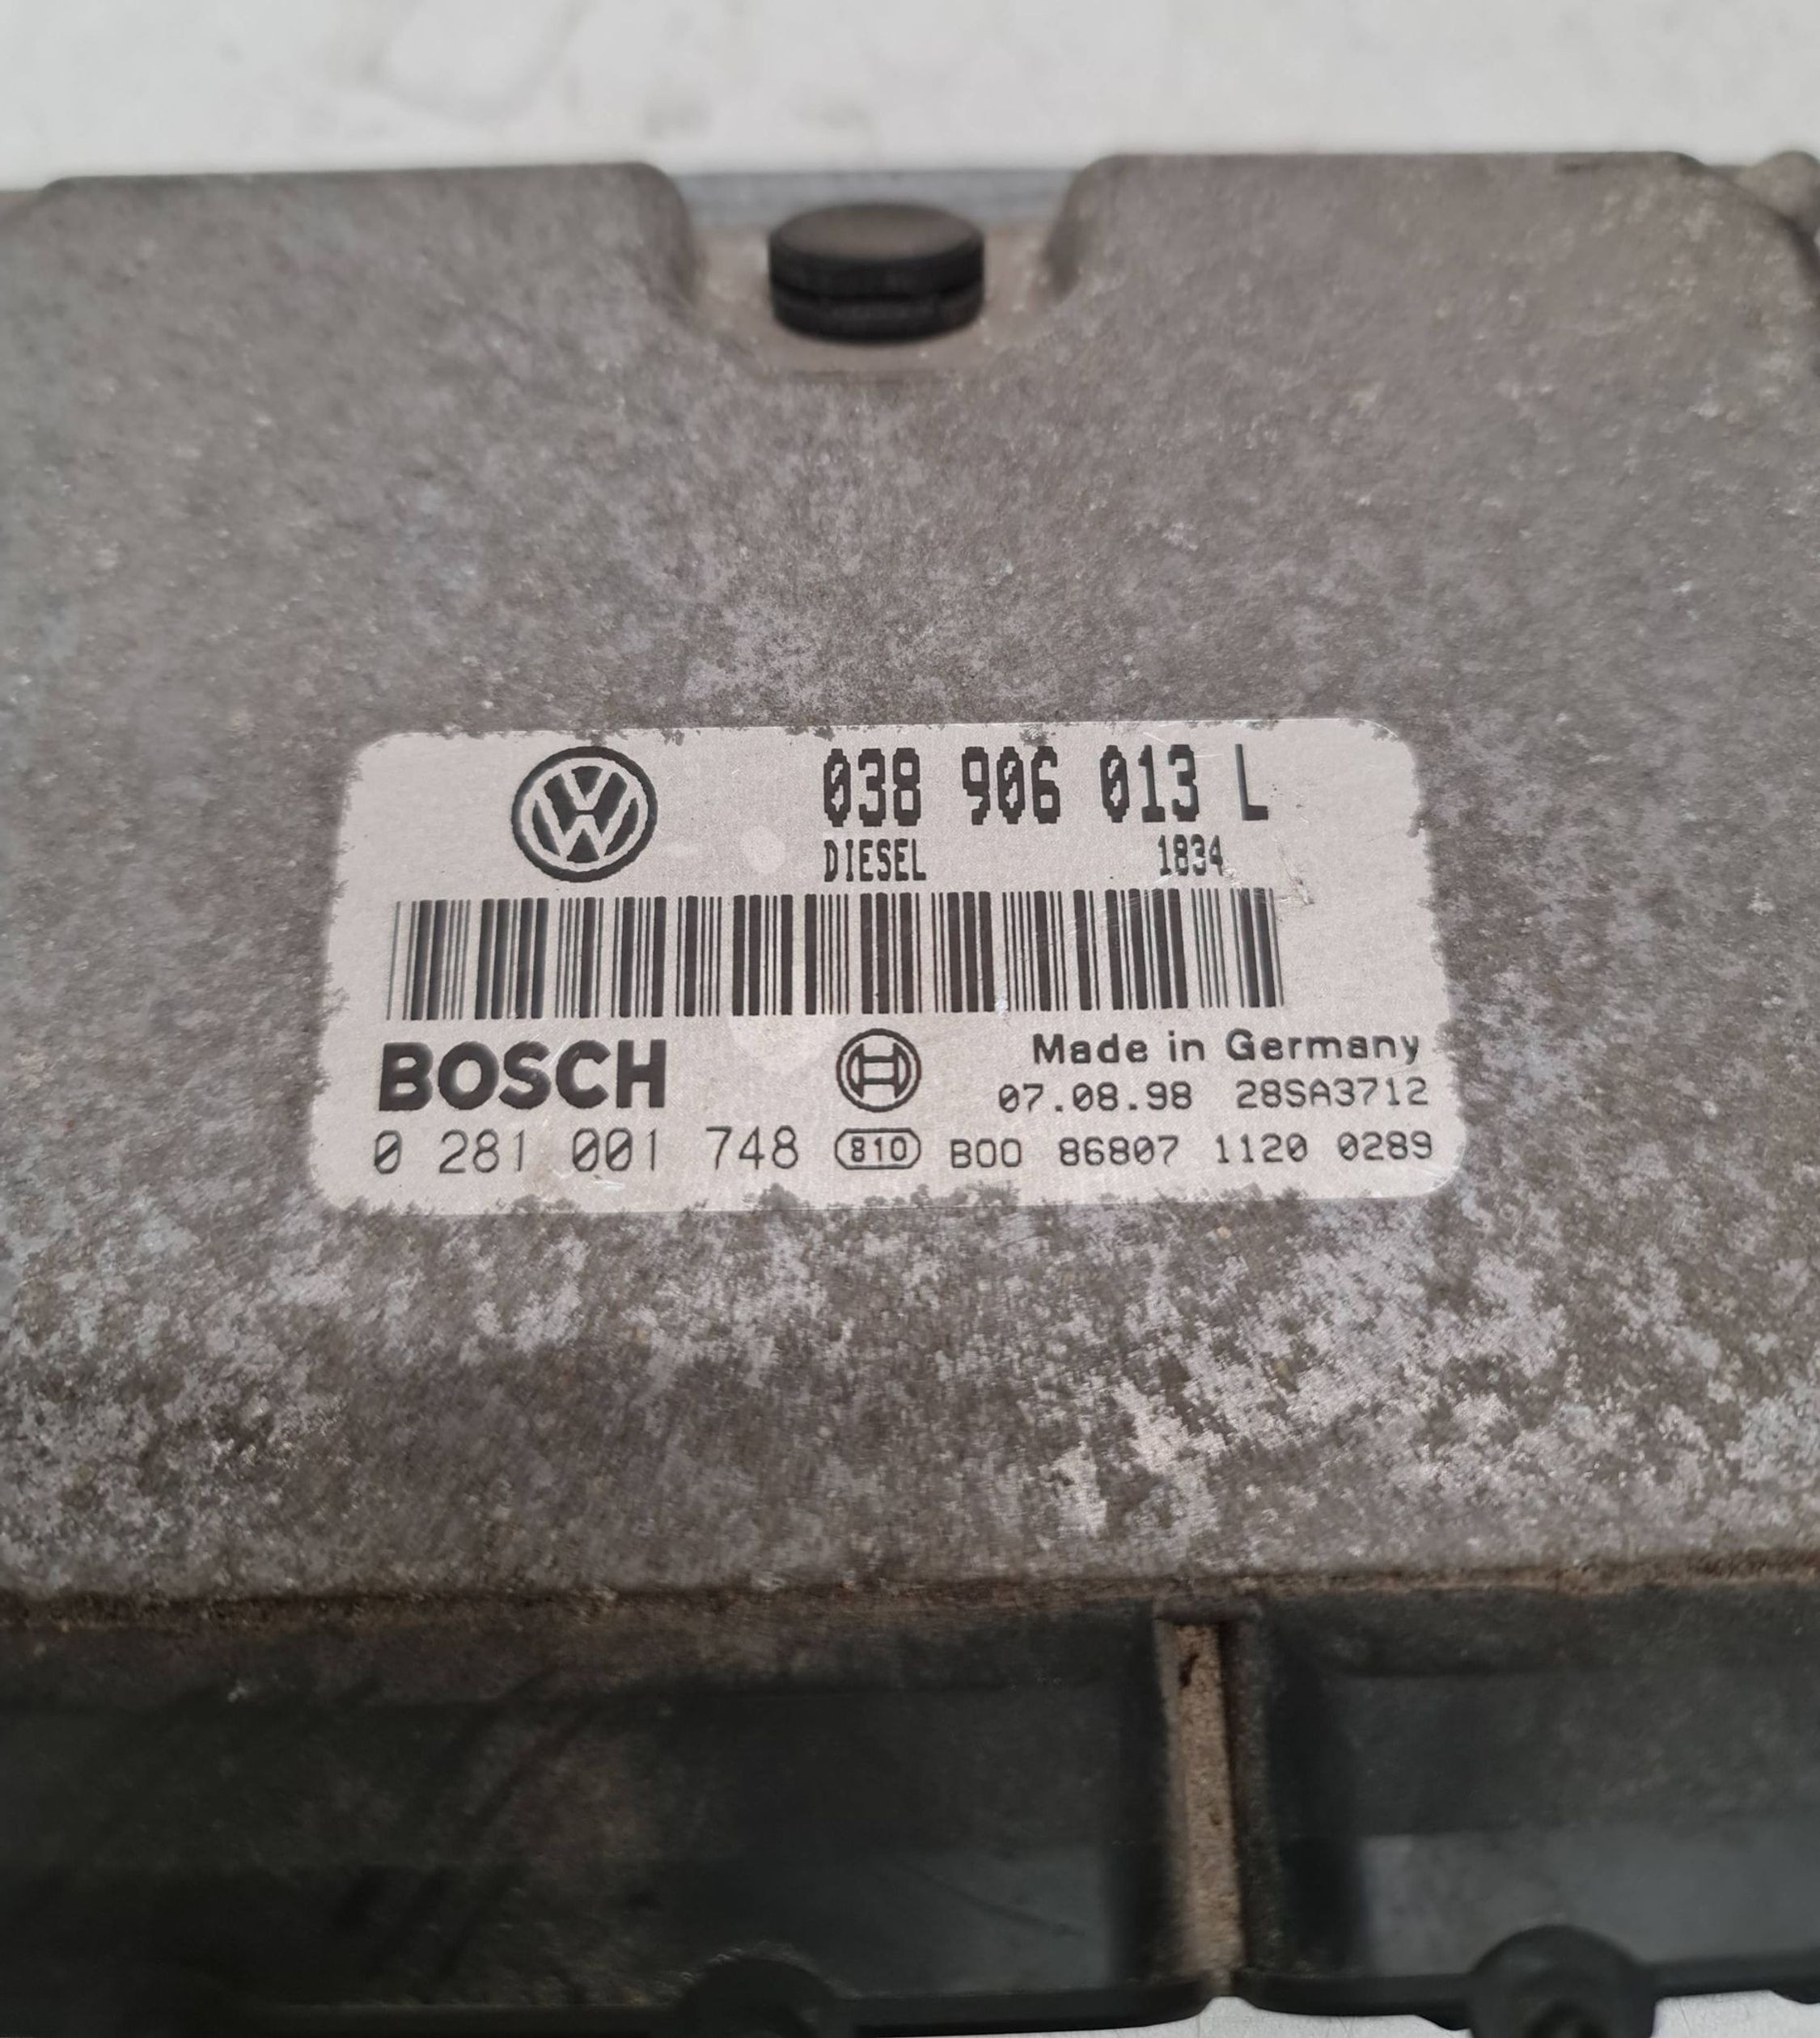 038 906 013 L
DIESEL 1834
BOSCH
Made in Germany
07.08.98 28SA3712
0 281 001 748 810 B00 86807 1120 0289